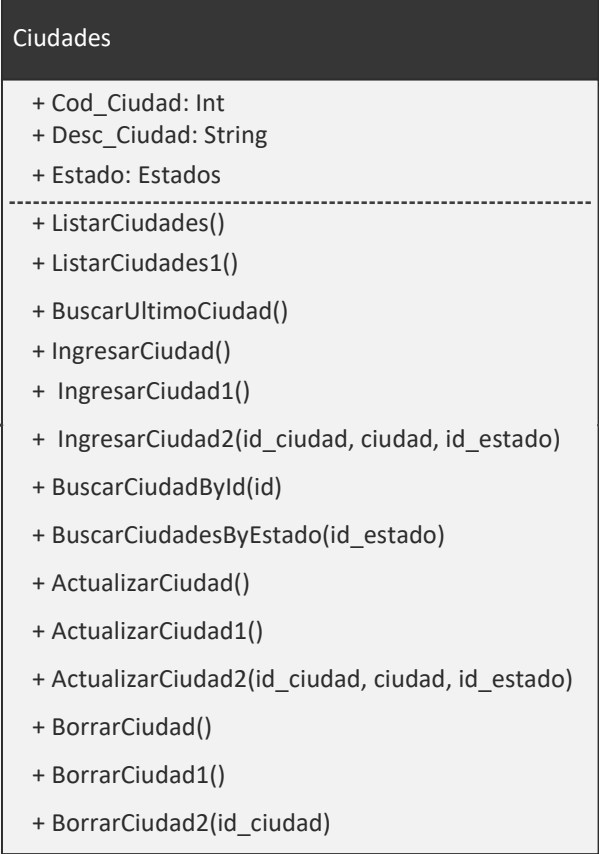 Ciudades
+ Cod_Ciudad: Int
+ Desc_Ciudad: String
+ Estado: Estados
+ ListarCiudades()
+ ListarCiudades1()
+ BuscarUltimoCiudad()
+ IngresarCiudad()
+ IngresarCiudad1()
+ IngresarCiudad2(id_ciudad, ciudad, id_estado)
+ BuscarCiudadById(id)
+ BuscarCiudadesByEstado(id_estado)
+ ActualizarCiudad()
+ ActualizarCiudad1()
+ ActualizarCiudad2(id_ciudad, ciudad, id_estado)
+ BorrarCiudad()
+ BorrarCiudad1()
+ BorrarCiudad2(id_ciudad)